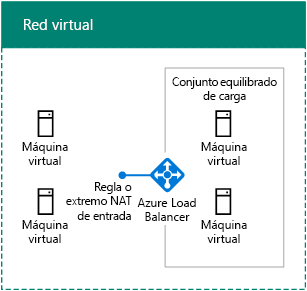 Red virtual
Conjunto equilibrado
de carga
Máquina
virtual
Máquina
virtual
Regla o
extremo NAT
de entrada
Azure Load
Balancer
Máquina
virtual
Máquina
virtual